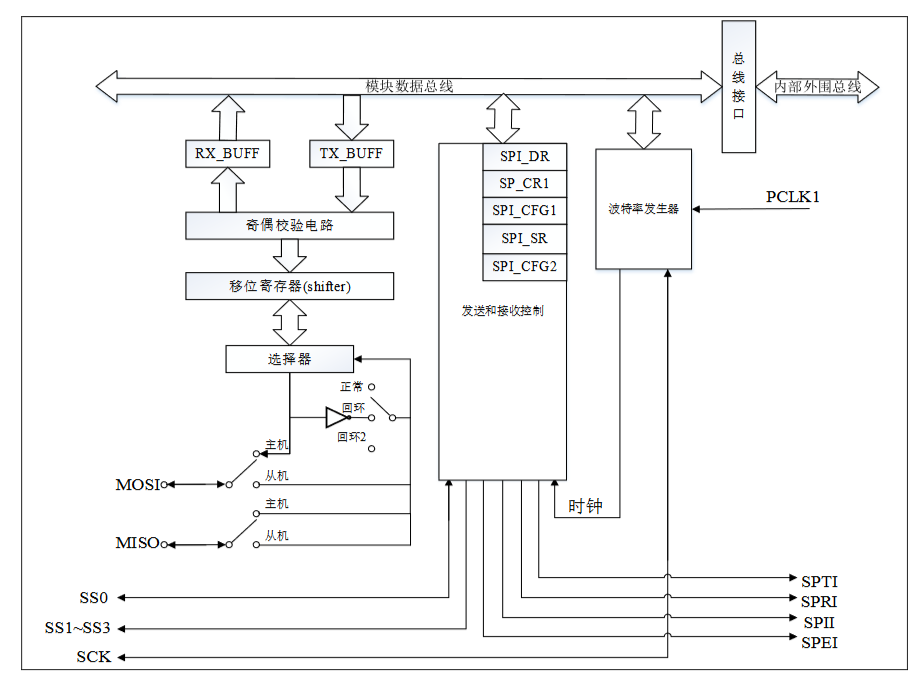 模块数据总线
总线接口
内部外围总线
RX_BUFF
TX_BUFF
SPI_DR
SP_CR1
SPI_CFG1
SPI_SR
SPI_CFG2
发送和接收控制
波特率发生器
PCLK1
奇偶校验电路
移位寄存器(shifter)
选择器
正常
回环
回环2
主机
从机
MOSI
主机
从机
MISO
时钟
SS0
SS1~SS3
SCK
SPTI
SPRI
SPII
SPEI